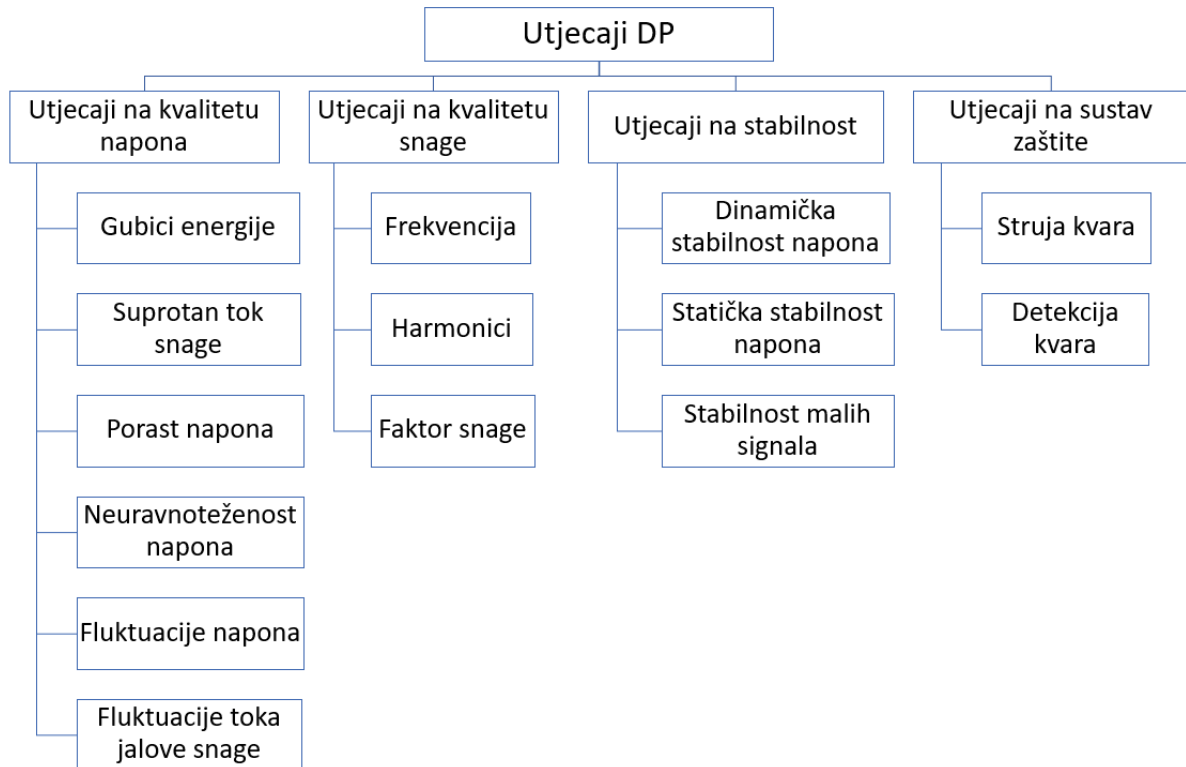 Utjecaji DP
Utjecaji na kvalitetu
napona
Gubici energije
Suprotan tok
snage
Porast napona
Neuravnoteženost
napona
Fluktuacije napona
Fluktuacije toka
jalove snage
Utjecaji na kvalitetu
snage
Frekvencija
Harmonici
Faktor snage
Utjecaji na stabilnost
Dinamička
stabilnost napona
Statička stabilnost
napona
Stabilnost malih
signala
Utjecaji na sustav
zaštite
Struja kvara
Detekcija
kvara